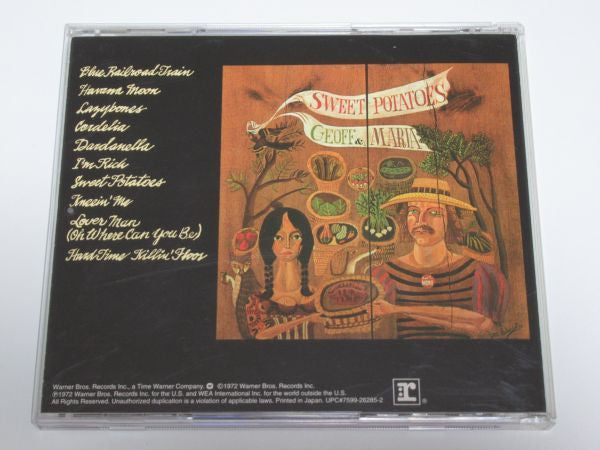 Blue Railroad Train
Havana Moon
Lazybones
Cordelia
Dardanella
I'm Rich
Sweet Potatoes
Kneein' Me
Lover Man
(Oh Where Can You Be)
Hard Time Killin' Floor
SWEET POTATOES
GEOFF & MARIA
Warner Bros. Records Inc., a Time Warner Company. ©1972 Warner Bros. Records Inc.
℗1972 Warner Bros. Records Inc. for the U.S. and WEA International Inc. for the world outside the U.S.
All Rights Reserved. Unauthorized duplication is a violation of applicable laws. Printed in Japan. UPC#7599-26285-2
r